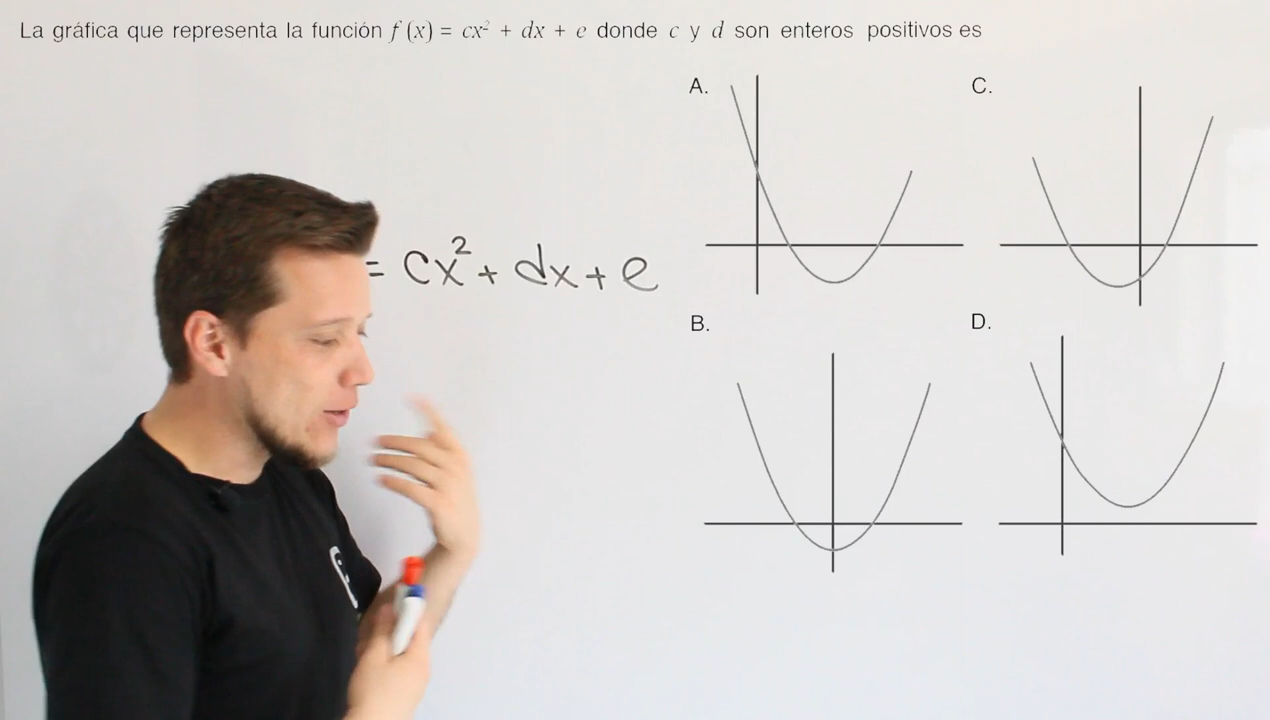 La gráfica que representa la función f (x) = cx² + dx + e donde c y d son enteros positivos es
A.
C.
= cx² + dx + e
B.
D.